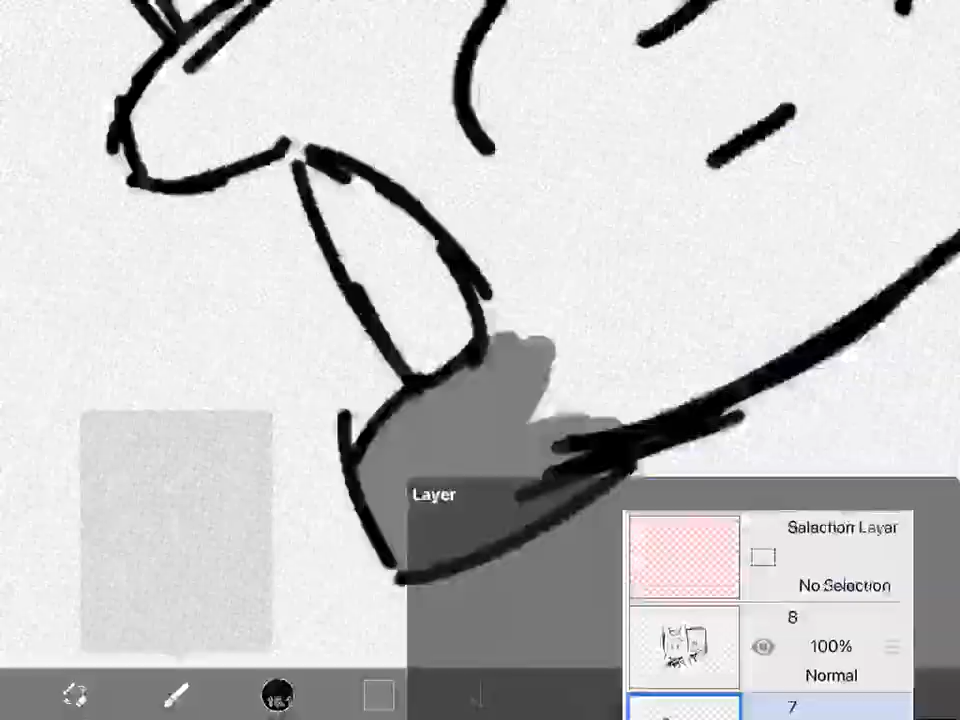 Layer
Selection Layer
No Selection
8
100%
Normal
7